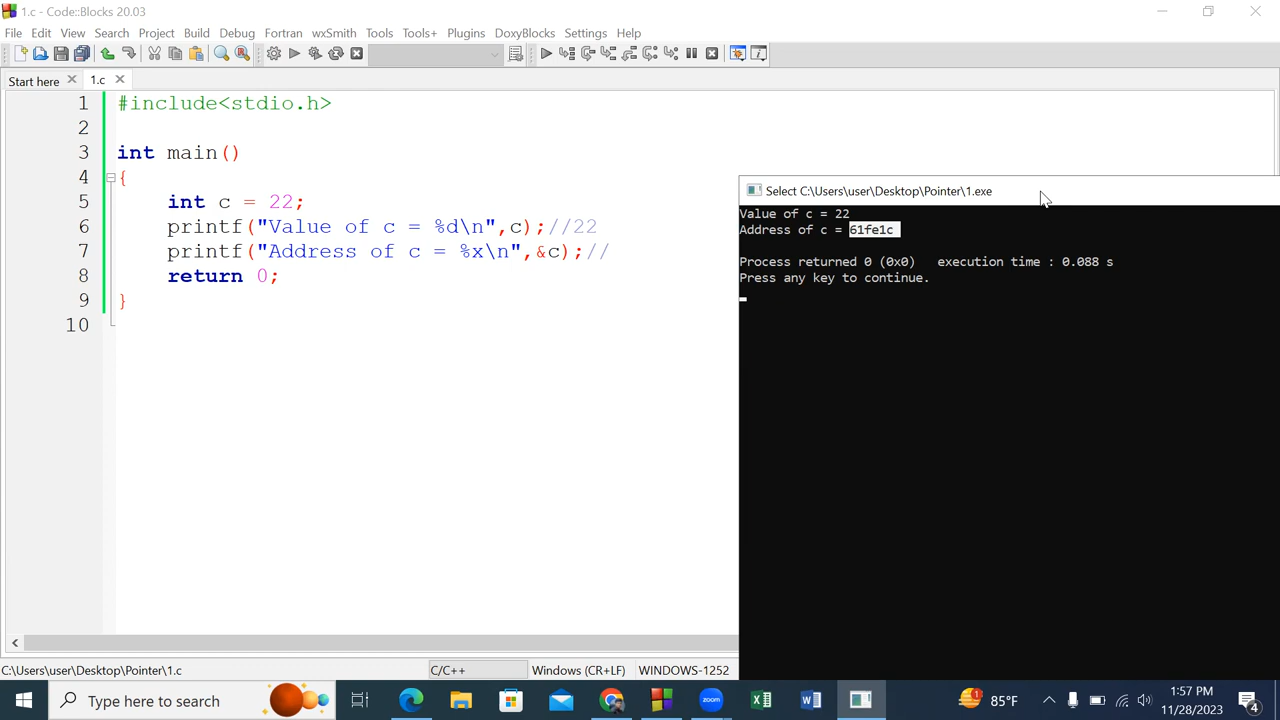 1.c - Code::Blocks 20.03
File Edit View Search Project Build Debug Fortran wxSmith Tools Tools+ Plugins DoxyBlocks Settings Help
Start here 1.c
1 #include<stdio.h>
2
3 int main()
4 {
5 int c = 22;
6 printf("Value of c = %d\n",c);//22
7 printf("Address of c = %x\n",&c);//
8 return 0;
9 }
10
Select C:\Users\user\Desktop\Pointer\1.exe
Value of c = 22
Address of c = 61fe1c
Process returned 0 (0x0)   execution time : 0.088 s
Press any key to continue.
C:\Users\user\Desktop\Pointer\1.c C/C++ Windows (CR+LF) WINDOWS-1252
Type here to search
1 85°F
1:57 PM
11/28/2023
4